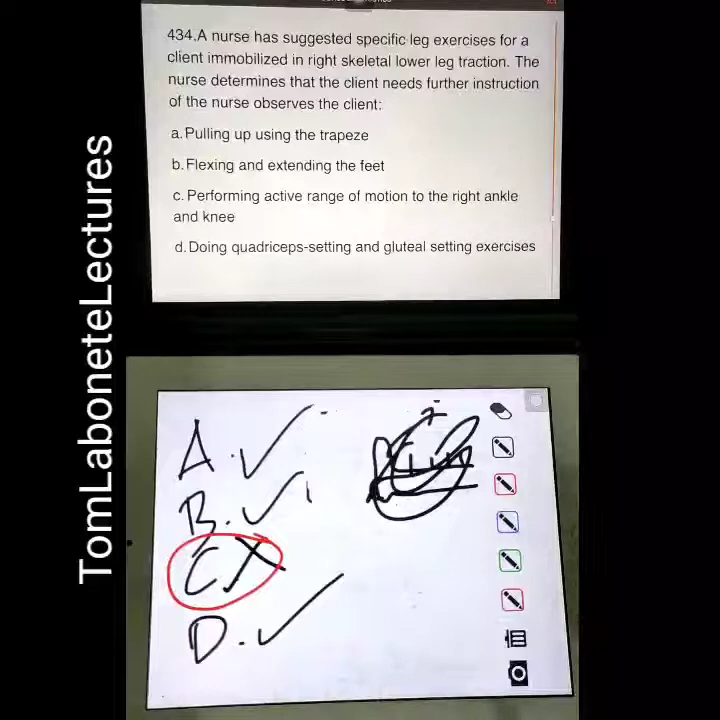 434.A nurse has suggested specific leg exercises for a
client immobilized in right skeletal lower leg traction. The
nurse determines that the client needs further instruction
of the nurse observes the client:
a. Pulling up using the trapeze
b. Flexing and extending the feet
c. Performing active range of motion to the right ankle
and knee
d. Doing quadriceps-setting and gluteal setting exercises
TomLaboneteLectures
A. ✓
B. ✓
C X
D. ✓